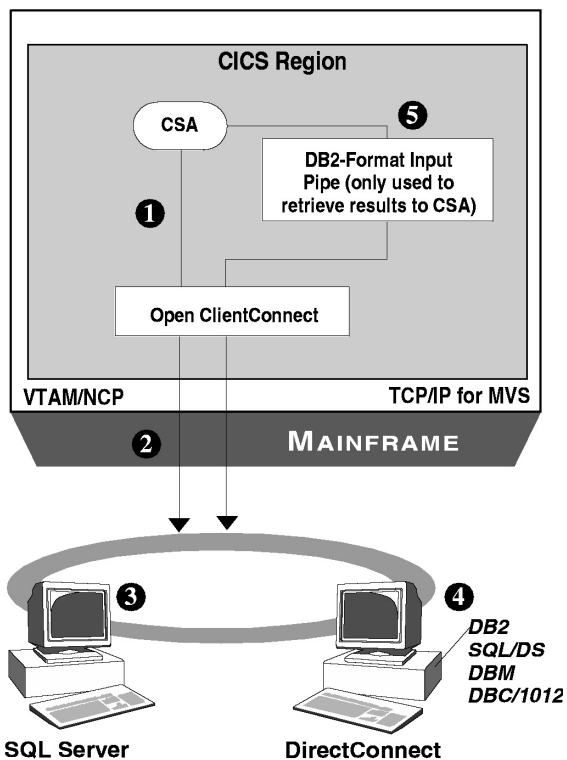 CICS Region
5
CSA
DB2-Format Input
Pipe (only used to
retrieve results to CSA)
1
Open ClientConnect
VTAM/NCP
TCP/IP for MVS
2
MAINFRAME
3
4
DB2
SQL/DS
DBM
DBC/1012
SQL Server
DirectConnect